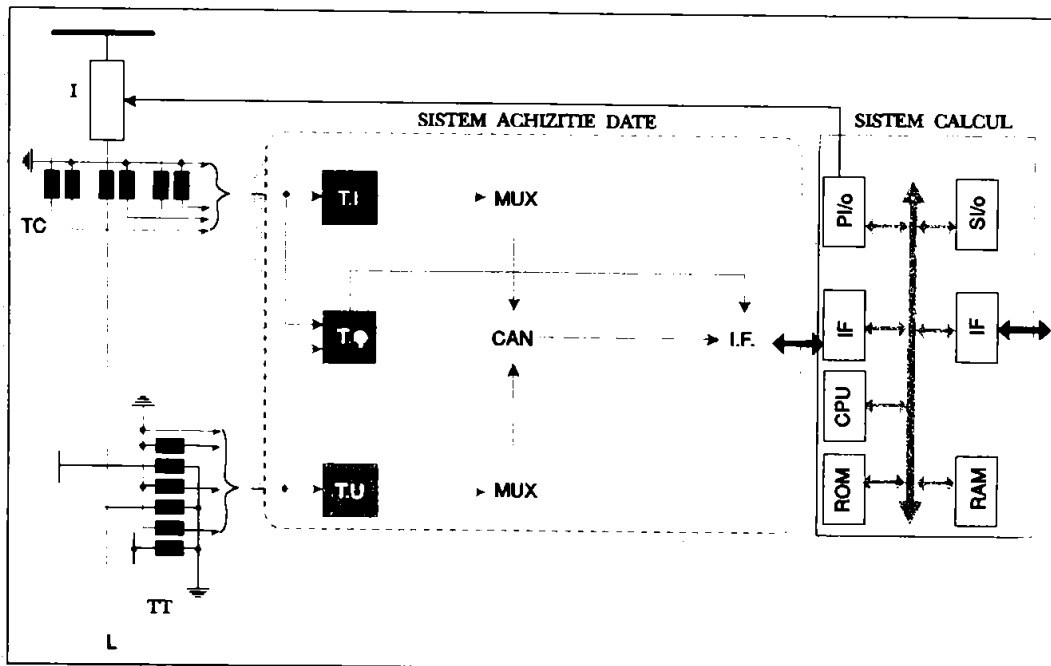 I
SISTEM ACHIZITIE DATE
SISTEM CALCUL
TC
T.I
MUX
PI/o
SI/o
T.φ
CAN
I.F.
IF
IF
CPU
T.U
MUX
ROM
RAM
TT
L